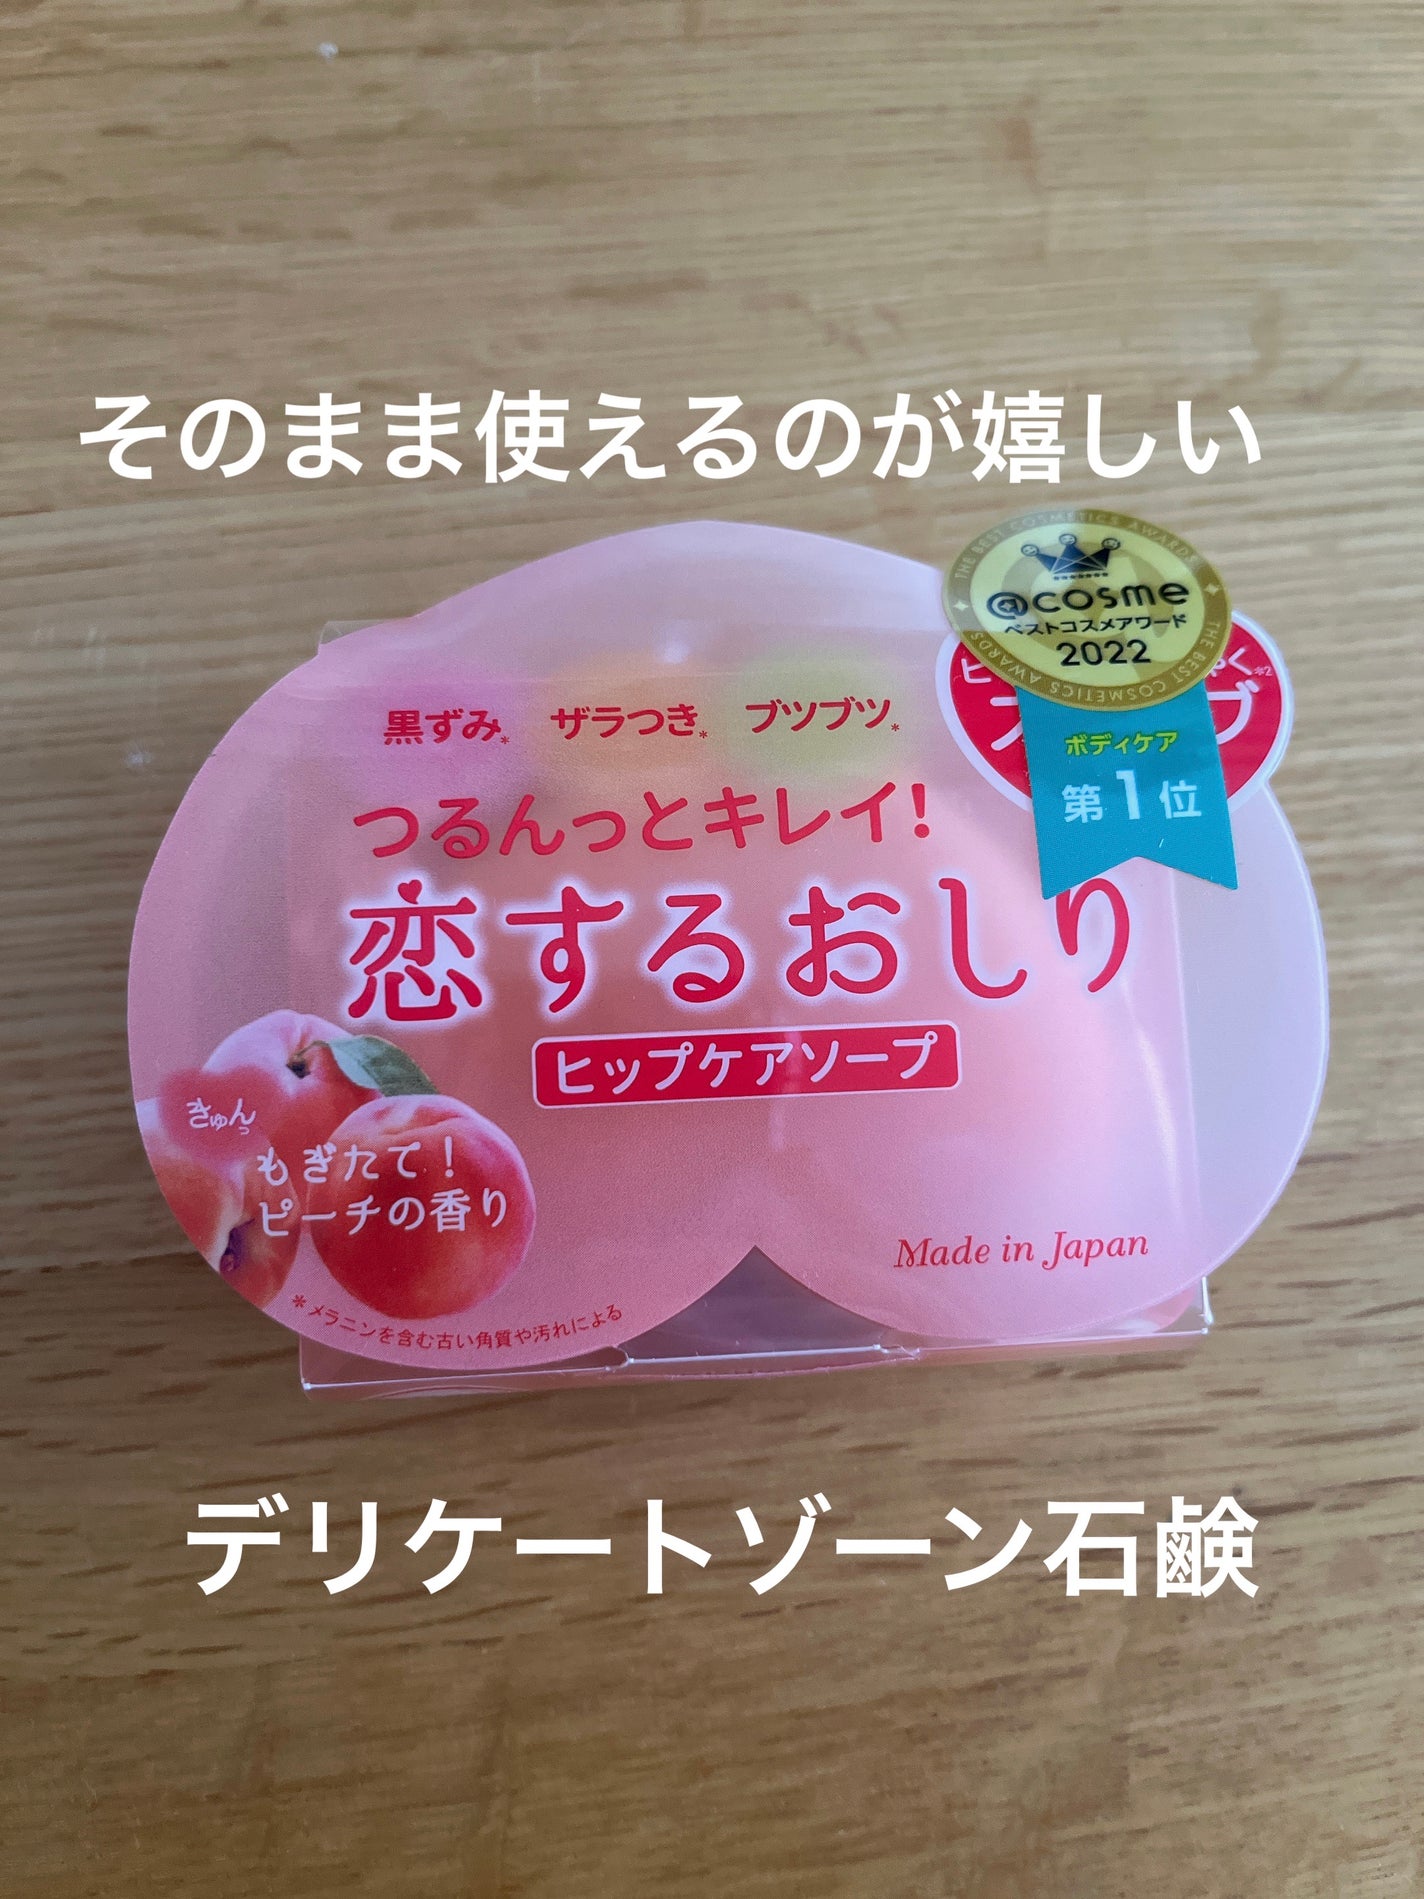 そのまま使えるのが嬉しい
THE BEST COSMETICS AWARDS
@cosme
ベストコスメアワード
2022
THE BEST COSMETICS AWARDS
ボディケア
第1位
黒ずみ* ザラつき* ブツブツ*
つるんっとキレイ!
恋するおしり
ヒップケアソープ
きゅんっ
もぎたて!
ピーチの香り
Made in Japan
*メラニンを含む古い角質や汚れによる
デリケートゾーン石鹸